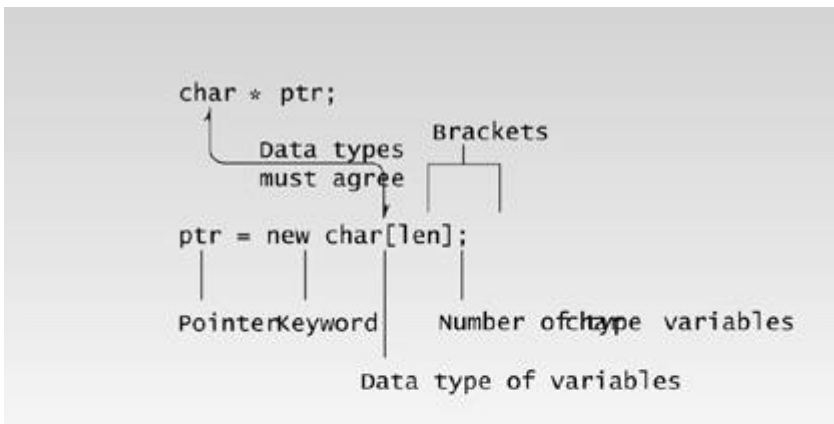 char * ptr;
Brackets
Data types
must agree
ptr = new char[len];
Pointer Keyword Number of char type variables
Data type of variables